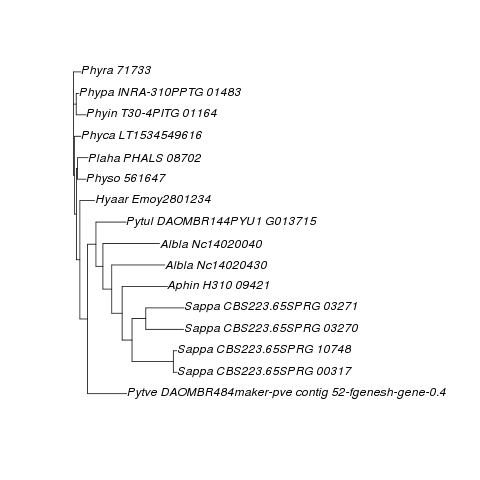 Phyra 71733
Phypa INRA-310PPTG 01483
Phyin T30-4PITG 01164
Phyca LT1534549616
Plaha PHALS 08702
Physo 561647
Hyaar Emoy2801234
Pytul DAOMBR144PYU1 G013715
Albla Nc14020040
Albla Nc14020430
Aphin H310 09421
Sappa CBS223.65SPRG 03271
Sappa CBS223.65SPRG 03270
Sappa CBS223.65SPRG 10748
Sappa CBS223.65SPRG 00317
Pytve DAOMBR484maker-pve contig 52-fgenesh-gene-0.4